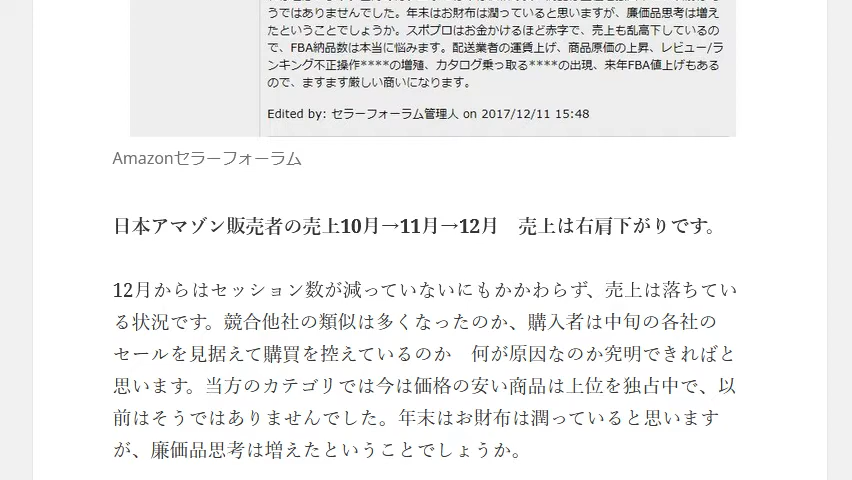 うではありませんでした。年末はお財布は潤っていると思いますが、廉価品思考は増え
たということでしょうか。スポプロはお金かけるほど赤字で、売上も乱高下しているの
で、FBA納品数は本当に悩みます。配送業者の運賃上げ、商品原価の上昇、レビュー/ラ
ンキング不正操作****の増殖、カタログ乗っ取る****の出現、来年FBA値上げもある
ので、ますます厳しい商いになります。
Edited by: セラーフォーラム管理人 on 2017/12/11 15:48
Amazonセラーフォーラム
日本アマゾン販売者の売上10月→11月→12月　売上は右肩下がりです。
12月からはセッション数が減っていないにもかかわらず、売上は落ちてい
る状況です。競合他社の類似は多くなったのか、購入者は中旬の各社の
セールを見据えて購買を控えているのか　何が原因なのか究明できればと
思います。当方のカテゴリでは今は価格の安い商品は上位を独占中で、以
前はそうではありませんでした。年末はお財布は潤っていると思います
が、廉価品思考は増えたということでしょうか。